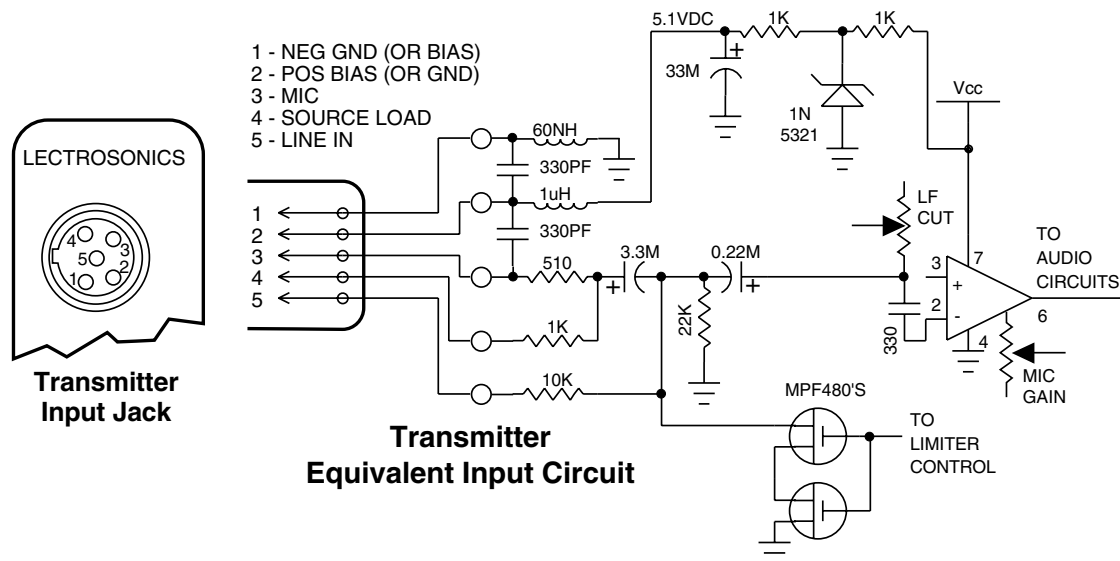 1 - NEG GND (OR BIAS)
2 - POS BIAS (OR GND)
3 - MIC
4 - SOURCE LOAD
5 - LINE IN
LECTROSONICS
4
3
5
2
1
Transmitter
Input Jack
1
2
3
4
5
60NH
330PF
1uH
330PF
510
1K
10K
3.3M
+
22K
0.22M
+
5.1VDC
33M
+
1K
1K
1N
5321
Vcc
LF
CUT
330
3
+
2
-
7
4
6
TO
AUDIO
CIRCUITS
MIC
GAIN
MPF480'S
TO
LIMITER
CONTROL
Transmitter
Equivalent Input Circuit